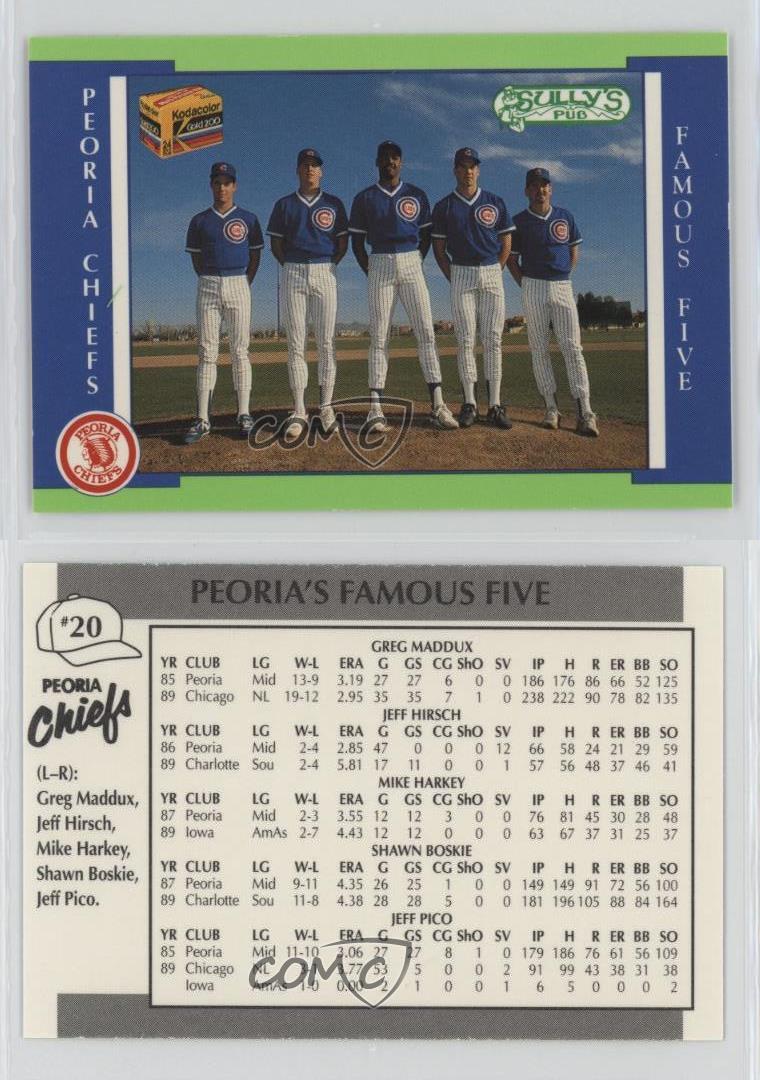 PEORIA CHIEFS
Kodacolor
Gold 200
24
SULLY'S
PUB
FAMOUS FIVE
PEORIA
CHIEFS
COMC
PEORIA'S FAMOUS FIVE
#20
PEORIA
Chiefs
(L–R):
Greg Maddux,
Jeff Hirsch,
Mike Harkey,
Shawn Boskie,
Jeff Pico.
GREG MADDUX
YR CLUB LG W-L ERA G GS CG ShO SV IP H R ER BB SO
85 Peoria Mid 13-9 3.19 27 27 6 0 0 186 176 86 66 52 125
89 Chicago NL 19-12 2.95 35 35 7 1 0 238 222 90 78 82 135
JEFF HIRSCH
YR CLUB LG W-L ERA G GS CG ShO SV IP H R ER BB SO
86 Peoria Mid 2-4 2.85 47 0 0 0 12 66 58 24 21 29 59
89 Charlotte Sou 2-4 5.81 17 11 0 0 1 57 56 48 37 46 41
MIKE HARKEY
YR CLUB LG W-L ERA G GS CG ShO SV IP H R ER BB SO
87 Peoria Mid 2-3 3.55 12 12 3 0 0 76 81 45 30 28 48
89 Iowa AmAs 2-7 4.43 12 12 0 0 0 63 67 37 31 25 37
SHAWN BOSKIE
YR CLUB LG W-L ERA G GS CG ShO SV IP H R ER BB SO
87 Peoria Mid 9-11 4.35 26 25 1 0 0 149 149 91 72 56 100
89 Charlotte Sou 11-8 4.38 28 28 5 0 0 181 196 105 88 84 164
JEFF PICO
YR CLUB LG W-L ERA G GS CG ShO SV IP H R ER BB SO
85 Peoria Mid 11-10 3.06 27 27 8 1 0 179 186 76 61 56 109
89 Chicago NL 3-1 3.77 53 5 0 0 2 91 99 43 38 31 38
Iowa AmAs 1-0 0.00 2 1 0 0 1 6 5 0 0 0 2
COMC